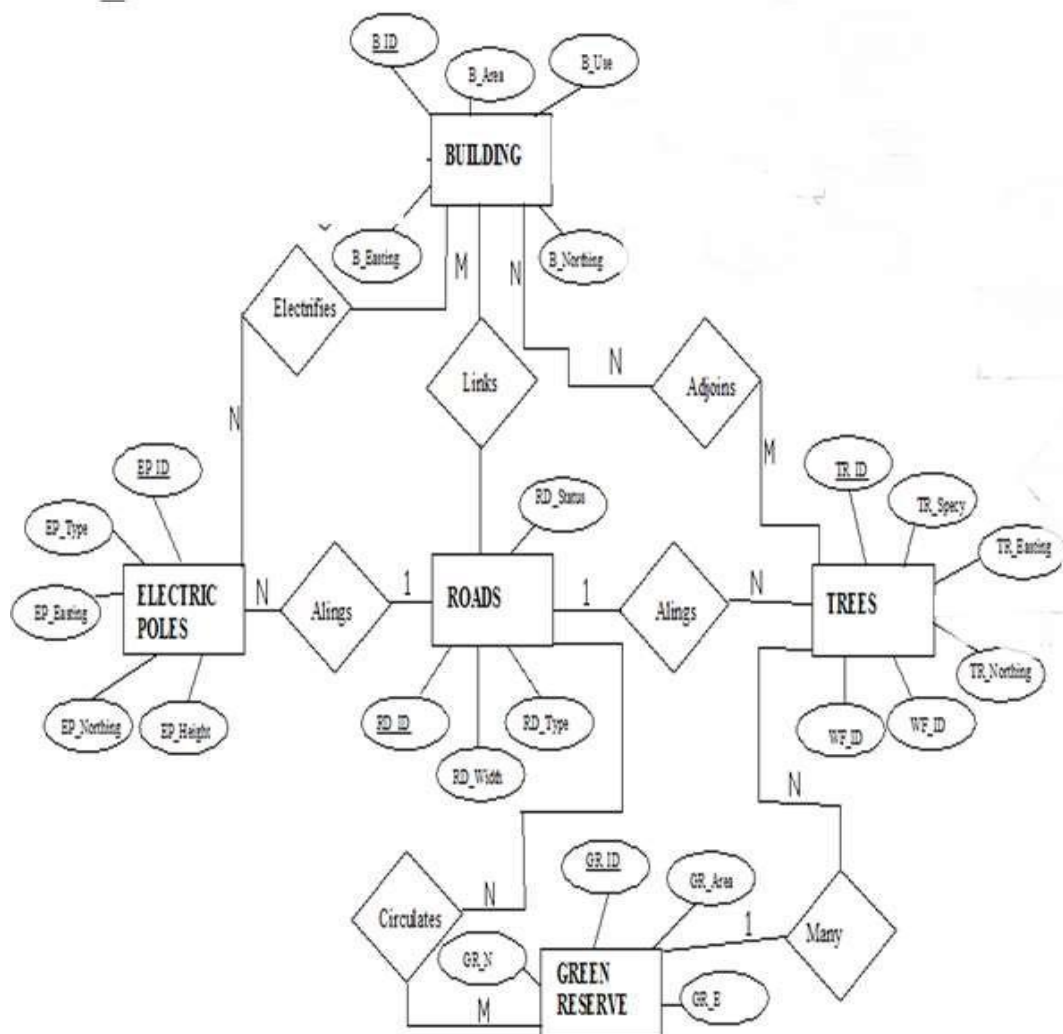 B_ID
B_Area
B_Use
BUILDING
B_Easting
B_Northing
M
N
Electrifies
Links
N
Adjoins
N
M
EP_ID
TR_ID
RD_Status
TR_Specy
EP_Type
TR_Easting
ELECTRIC
POLES
N
Alings
1
ROADS
1
Alings
N
TREES
EP_Easting
TR_Northing
EP_Northing
EP_Height
RD_ID
RD_Type
WF_ID
WF_ID
RD_Width
N
GR_ID
GR_Area
Circulates
N
1
Many
GR_N
GREEN
RESERVE
GR_E
M